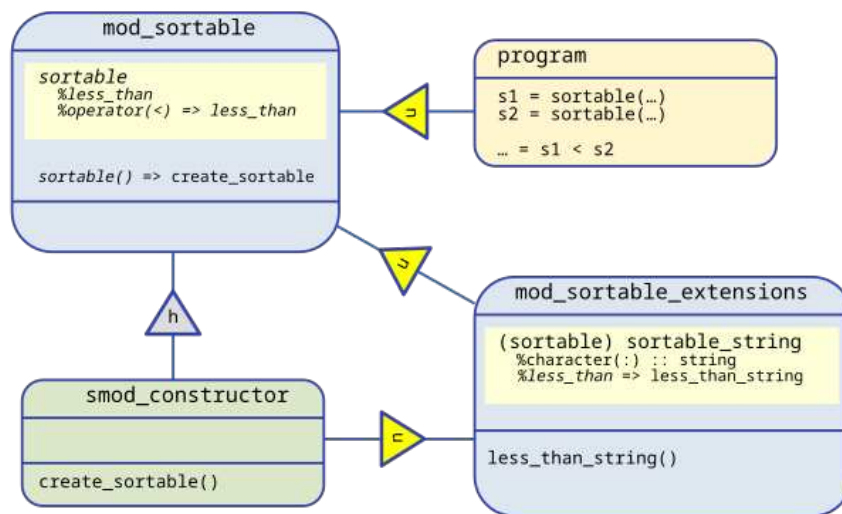 mod_sortable
sortable
%less_than
%operator(<) => less_than
sortable() => create_sortable
program
s1 = sortable(…)
s2 = sortable(…)
… = s1 < s2
u
u
h
mod_sortable_extensions
(sortable) sortable_string
%character(:) :: string
%less_than => less_than_string
less_than_string()
smod_constructor
create_sortable()
u